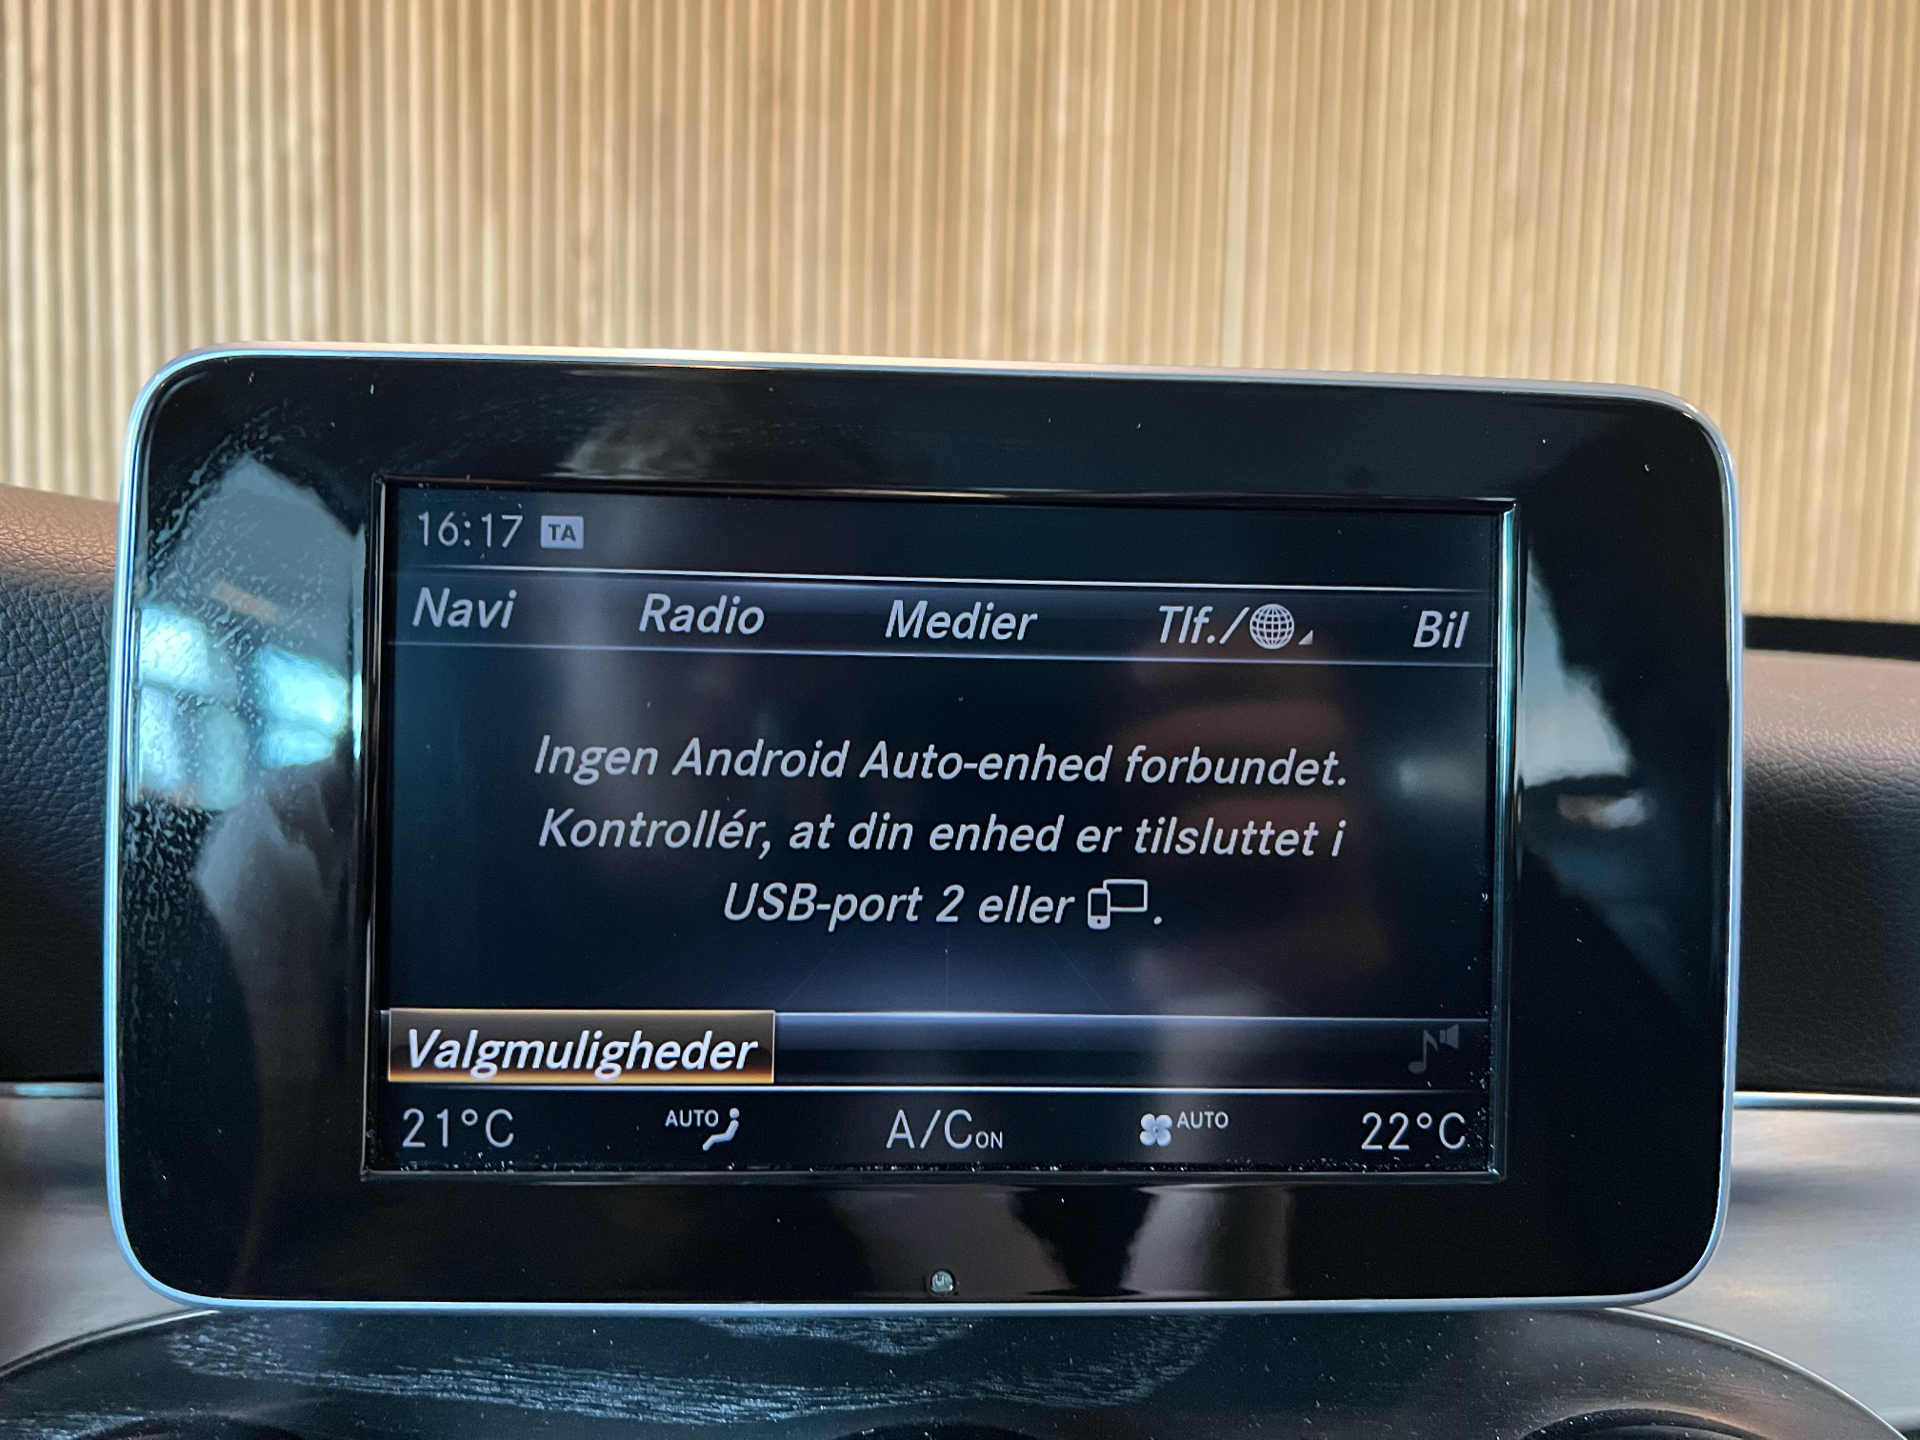 16:17 TA
Navi Radio Medier Tlf./ Bil
Ingen Android Auto-enhed forbundet.
Kontrollér, at din enhed er tilsluttet i
USB-port 2 eller .
Valgmuligheder
21°C AUTO A/C ON AUTO 22°C